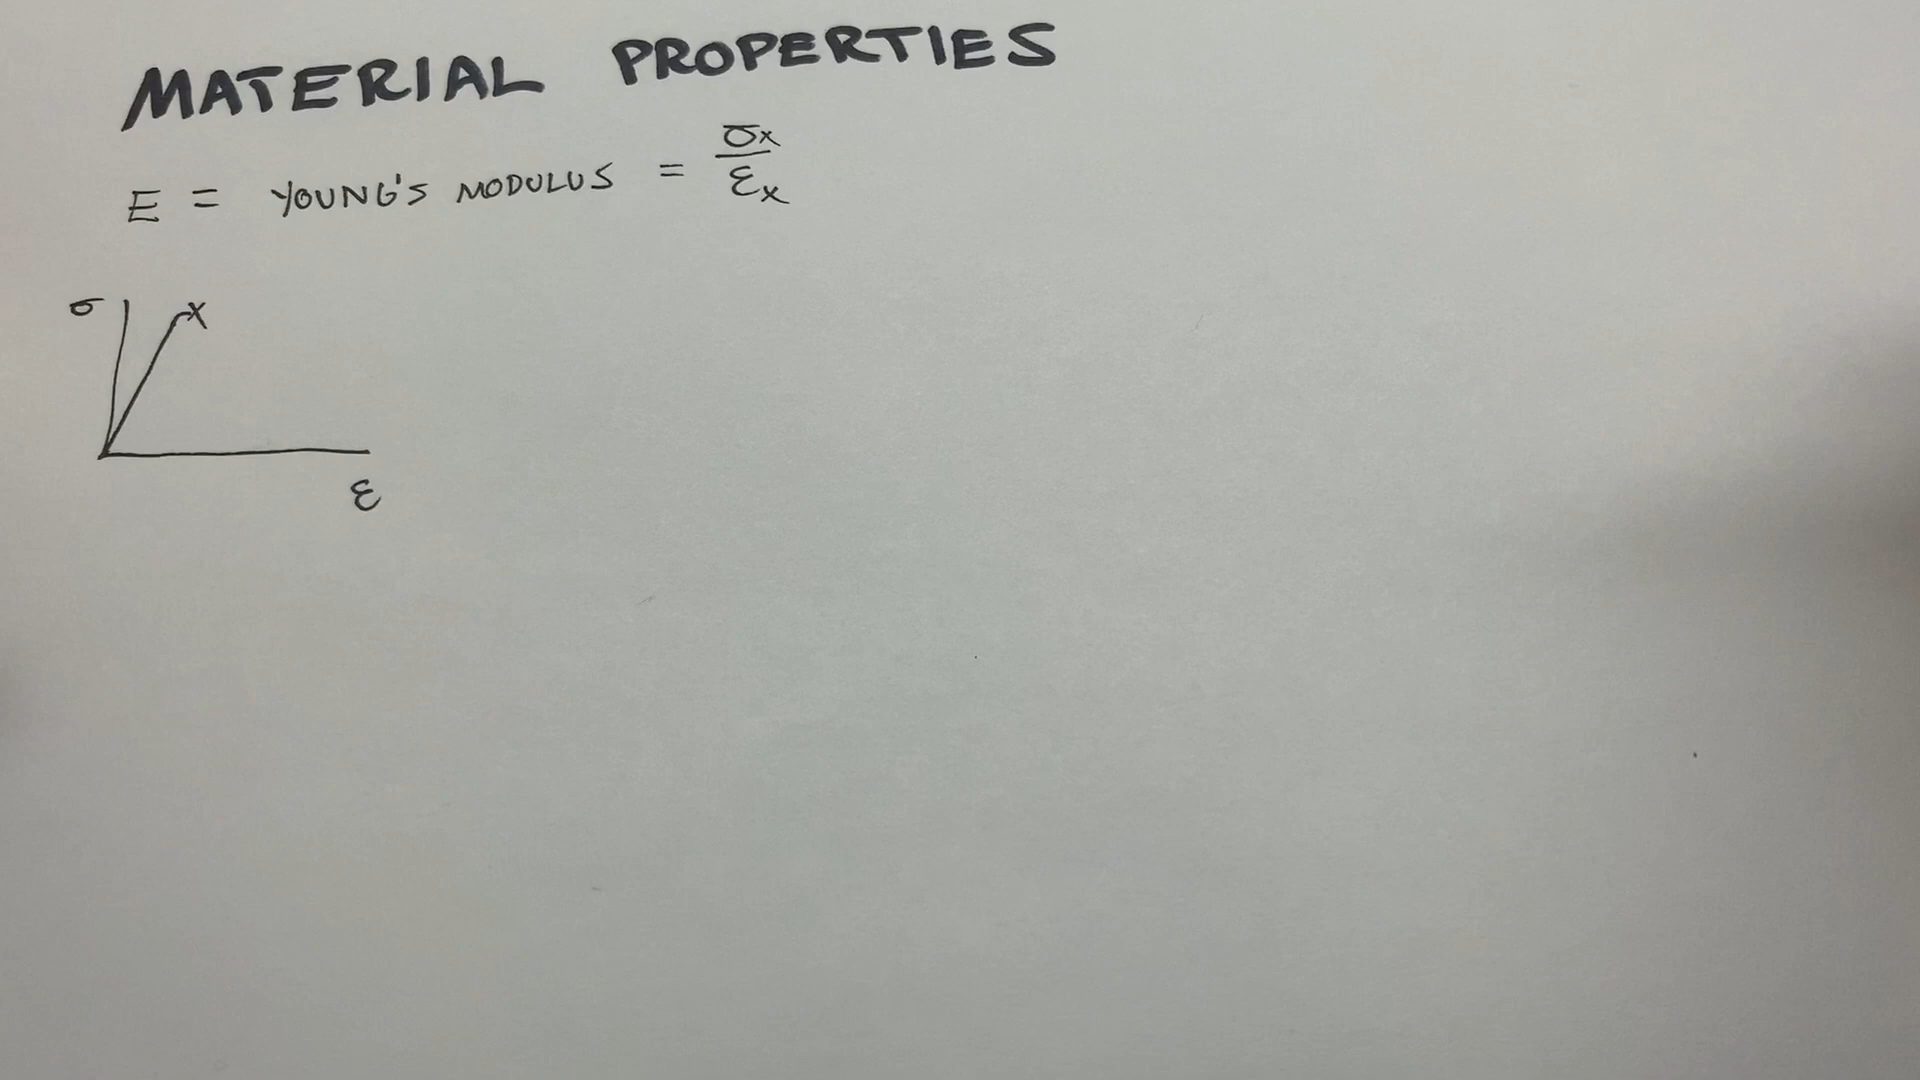 MATERIAL PROPERTIES
E = YOUNG'S MODULUS = σx / εx
σ
x
ε